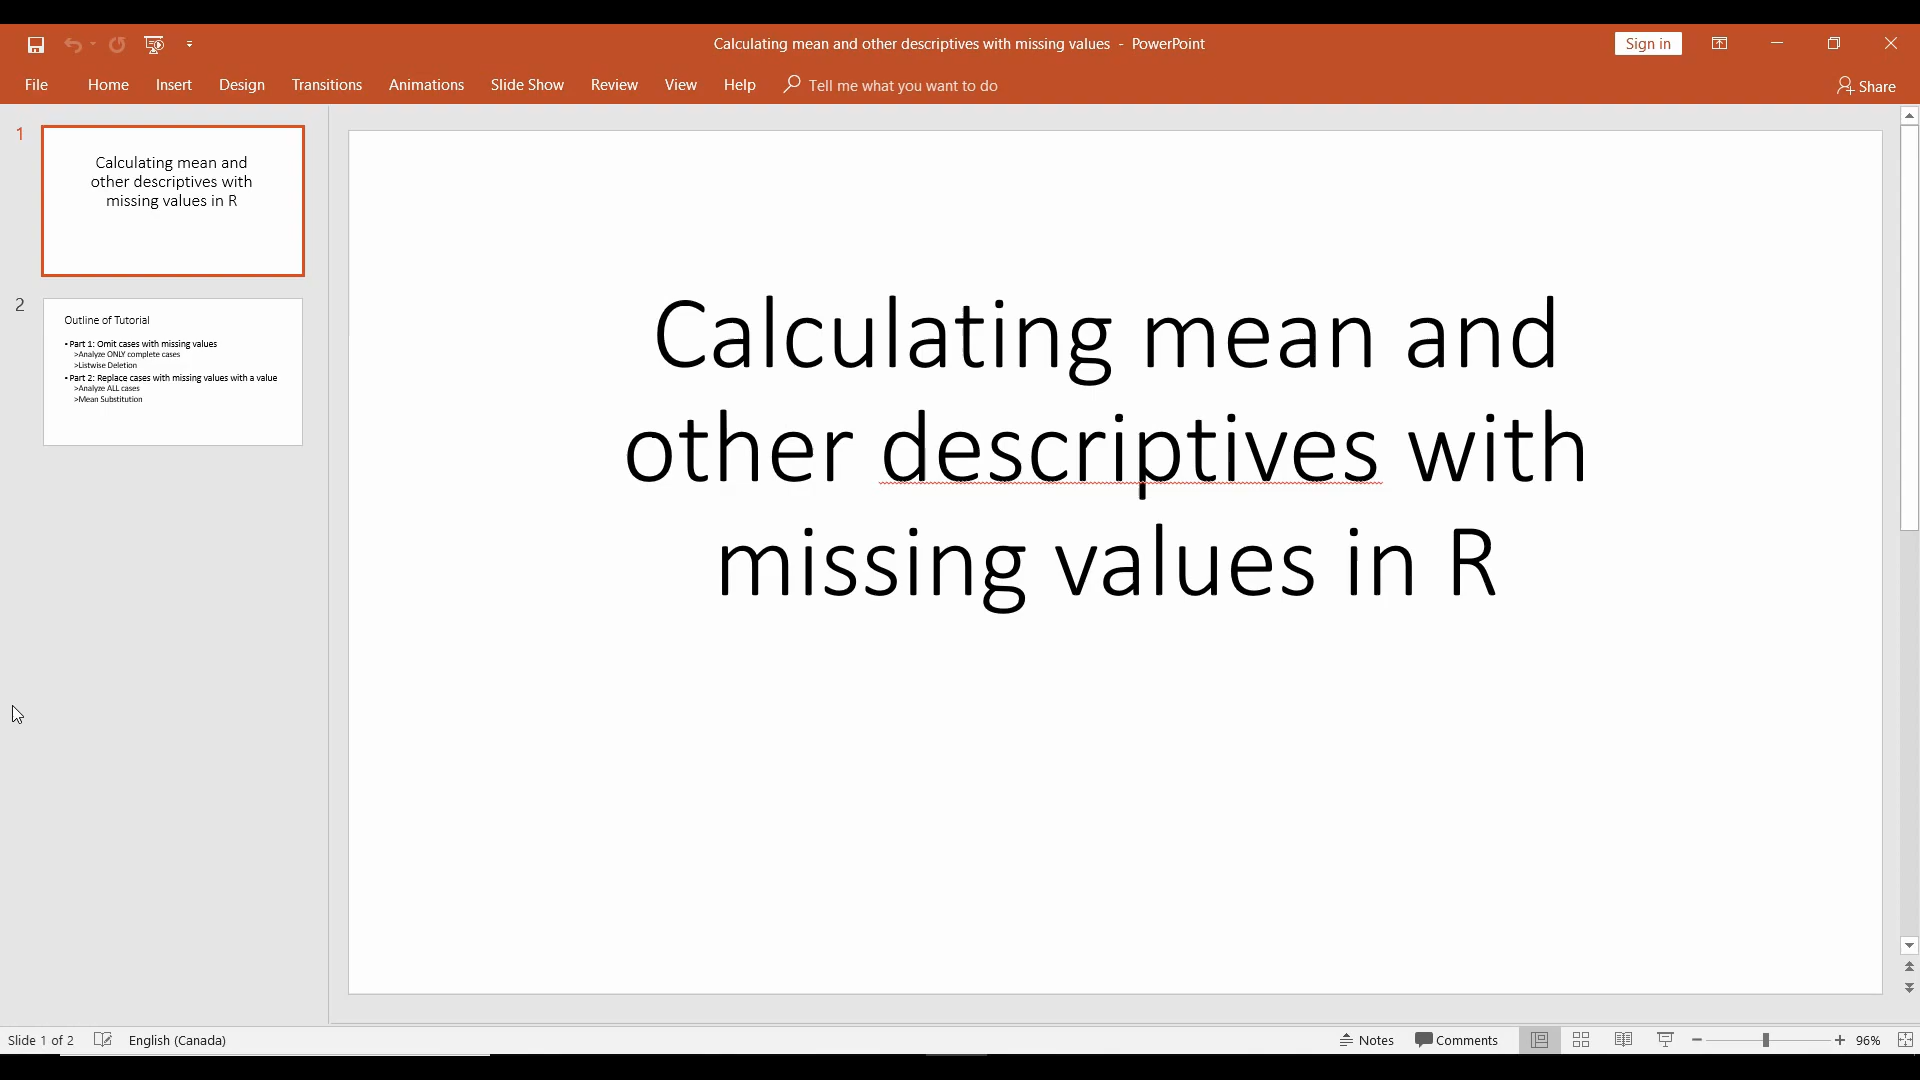 Calculating mean and other descriptives with missing values - PowerPoint
Sign in
File Home Insert Design Transitions Animations Slide Show Review View Help Tell me what you want to do
Share
1
Calculating mean and
other descriptives with
missing values in R
2
Outline of Tutorial
• Part 1: Omit cases with missing values
>Analyze ONLY complete cases
>Listwise Deletion
• Part 2: Replace cases with missing values with a value
>Analyze ALL cases
>Mean Substitution
Calculating mean and
other descriptives with
missing values in R
Slide 1 of 2 English (Canada) Notes Comments 96%